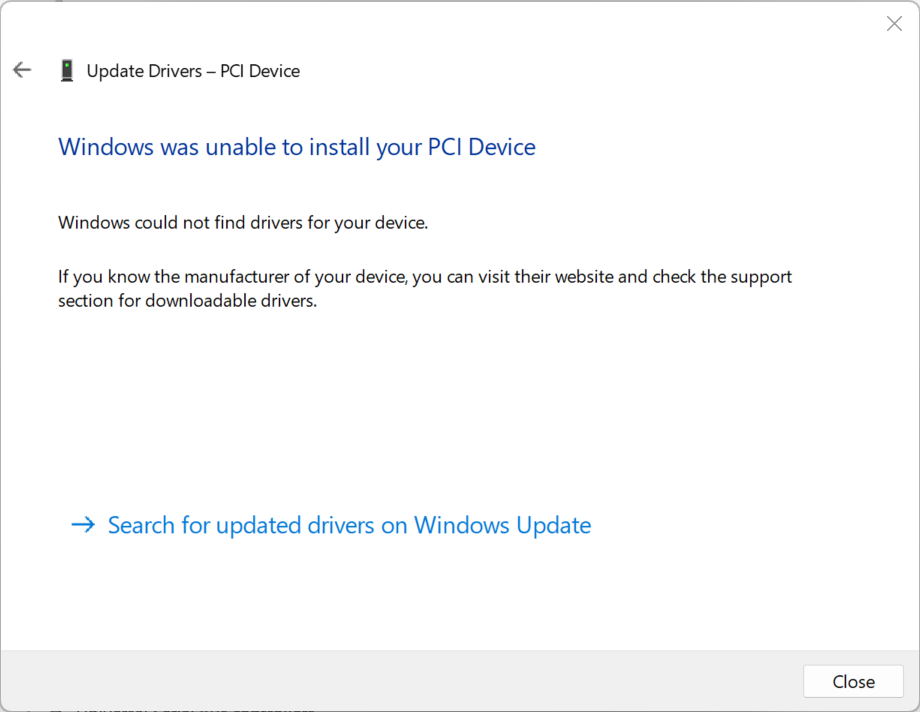 Update Drivers – PCI Device
Windows was unable to install your PCI Device
Windows could not find drivers for your device.
If you know the manufacturer of your device, you can visit their website and check the support
section for downloadable drivers.
Search for updated drivers on Windows Update
Close